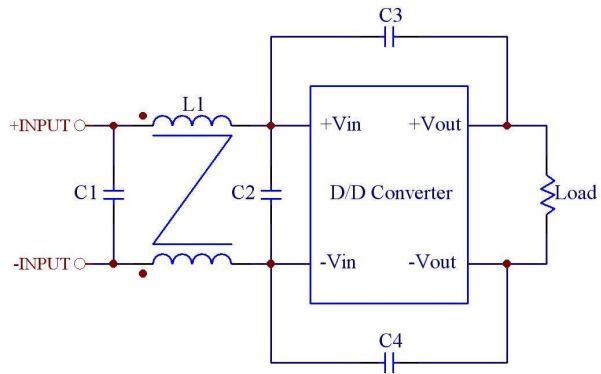 C3
L1
+INPUT
+Vin
+Vout
C1
C2
D/D Converter
Load
-INPUT
-Vin
-Vout
C4